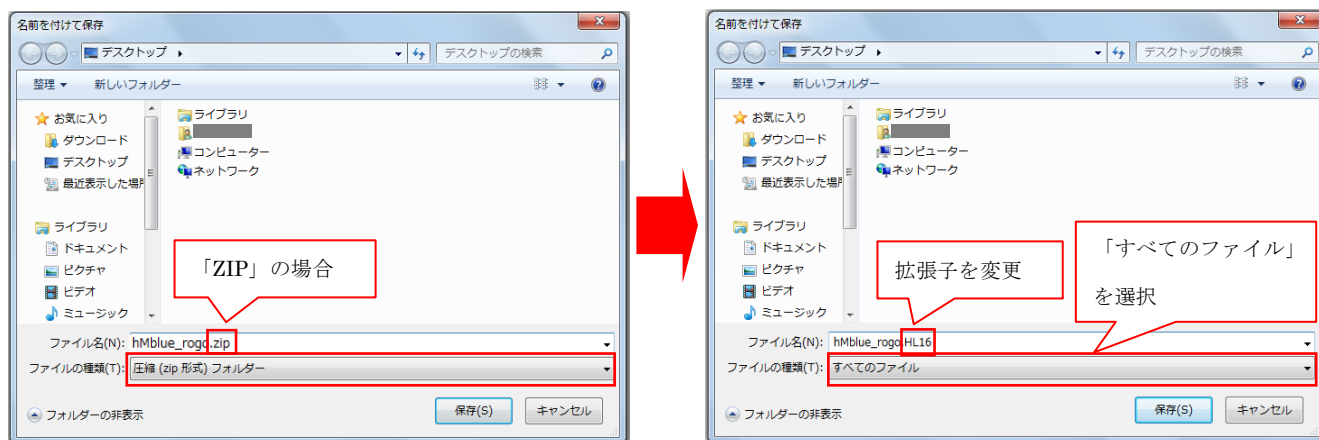 名前を付けて保存
デスクトップ
デスクトップの検索
整理
新しいフォルダー
お気に入り
ダウンロード
デスクトップ
最近表示した場所
ライブラリ
ドキュメント
ピクチャ
ビデオ
ミュージック
ライブラリ
コンピューター
ネットワーク
「ZIP」の場合
ファイル名(N): hMblue_rogo.zip
ファイルの種類(T): 圧縮 (zip 形式) フォルダー
フォルダーの非表示
保存(S)
キャンセル
名前を付けて保存
デスクトップ
デスクトップの検索
整理
新しいフォルダー
お気に入り
ダウンロード
デスクトップ
最近表示した場所
ライブラリ
ドキュメント
ピクチャ
ビデオ
ミュージック
ライブラリ
コンピューター
ネットワーク
拡張子を変更
「すべてのファイル」
を選択
ファイル名(N): hMblue_rogo.HL16
ファイルの種類(T): すべてのファイル
フォルダーの非表示
保存(S)
キャンセル